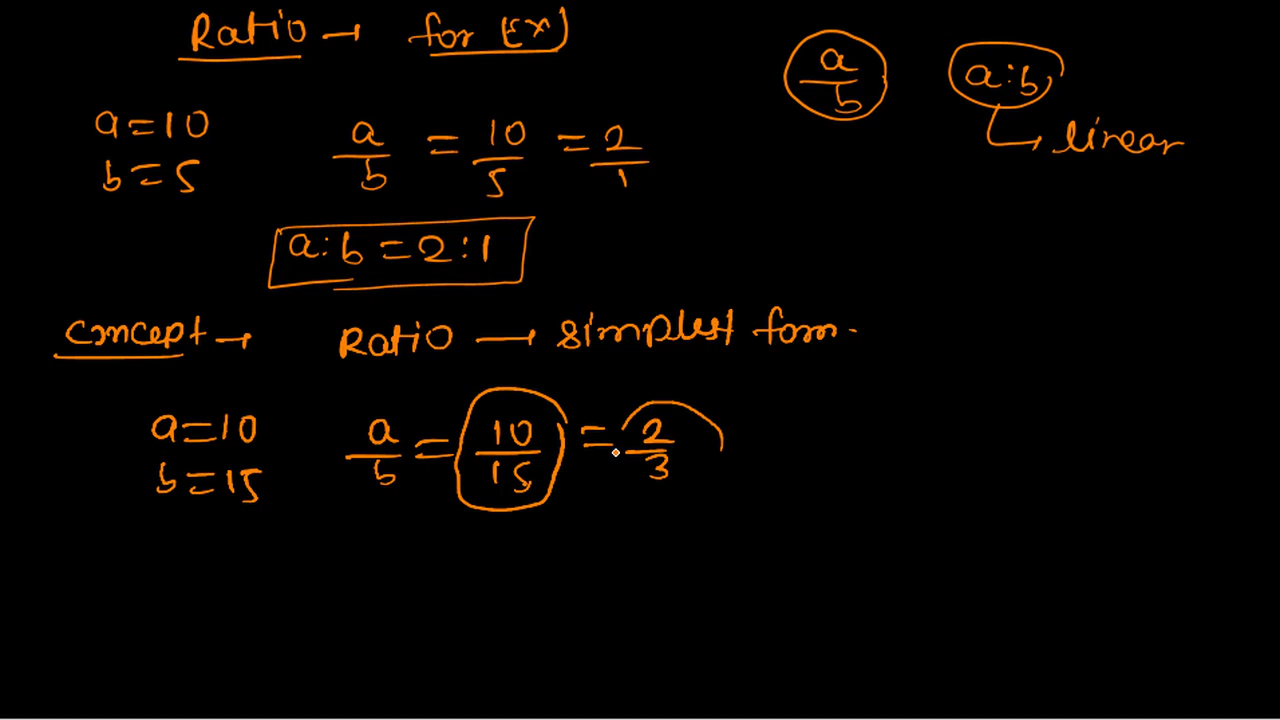 Ratio → for Ex)
a/b a:b
→ linear
a=10
b=5
a/b = 10/5 = 2/1
a:b = 2:1
Concept → Ratio → simplest form.
a=10
b=15
a/b = 10/15 = 2/3